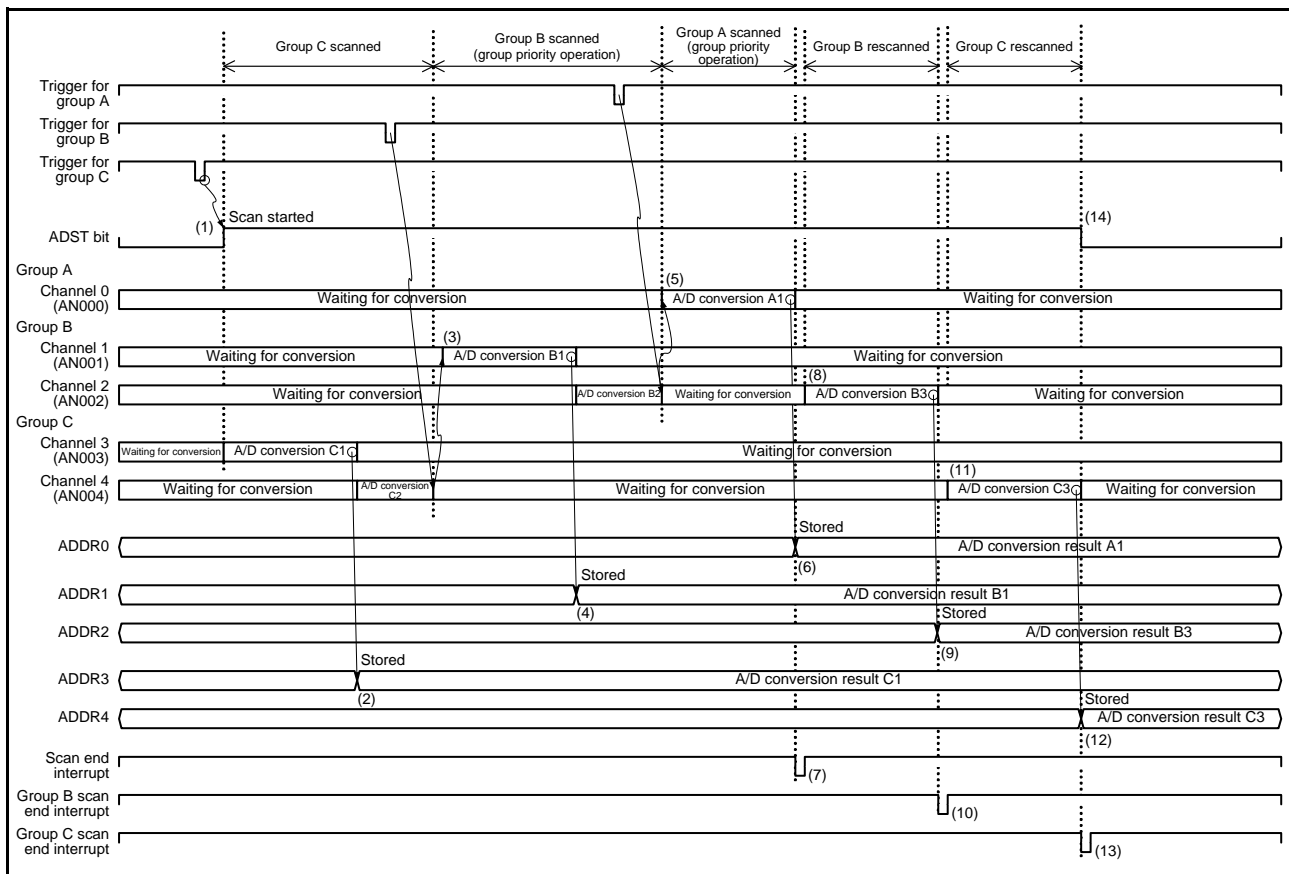 Group C scanned
Group B scanned
(group priority operation)
Group A scanned
(group priority
operation)
Group B rescanned
Group C rescanned
Trigger for
group A
Trigger for
group B
Trigger for
group C
(1)
Scan started
(14)
ADST bit
Group A
Channel 0
(AN000)
Waiting for conversion
(5)
A/D conversion A1
Waiting for conversion
Group B
Channel 1
(AN001)
Waiting for conversion
(3)
A/D conversion B1
Waiting for conversion
Channel 2
(AN002)
Waiting for conversion
A/D conversion B2
Waiting for conversion
(8)
A/D conversion B3
Waiting for conversion
Group C
Channel 3
(AN003)
Waiting for conversion
A/D conversion C1
Waiting for conversion
Channel 4
(AN004)
Waiting for conversion
A/D conversion
C2
Waiting for conversion
(11)
A/D conversion C3
Waiting for conversion
ADDR0
Stored
A/D conversion result A1
(6)
ADDR1
Stored
A/D conversion result B1
(4)
ADDR2
Stored
A/D conversion result B3
(9)
ADDR3
Stored
A/D conversion result C1
(2)
ADDR4
Stored
A/D conversion result C3
(12)
Scan end
interrupt
(7)
Group B scan
end interrupt
(10)
Group C scan
end interrupt
(13)